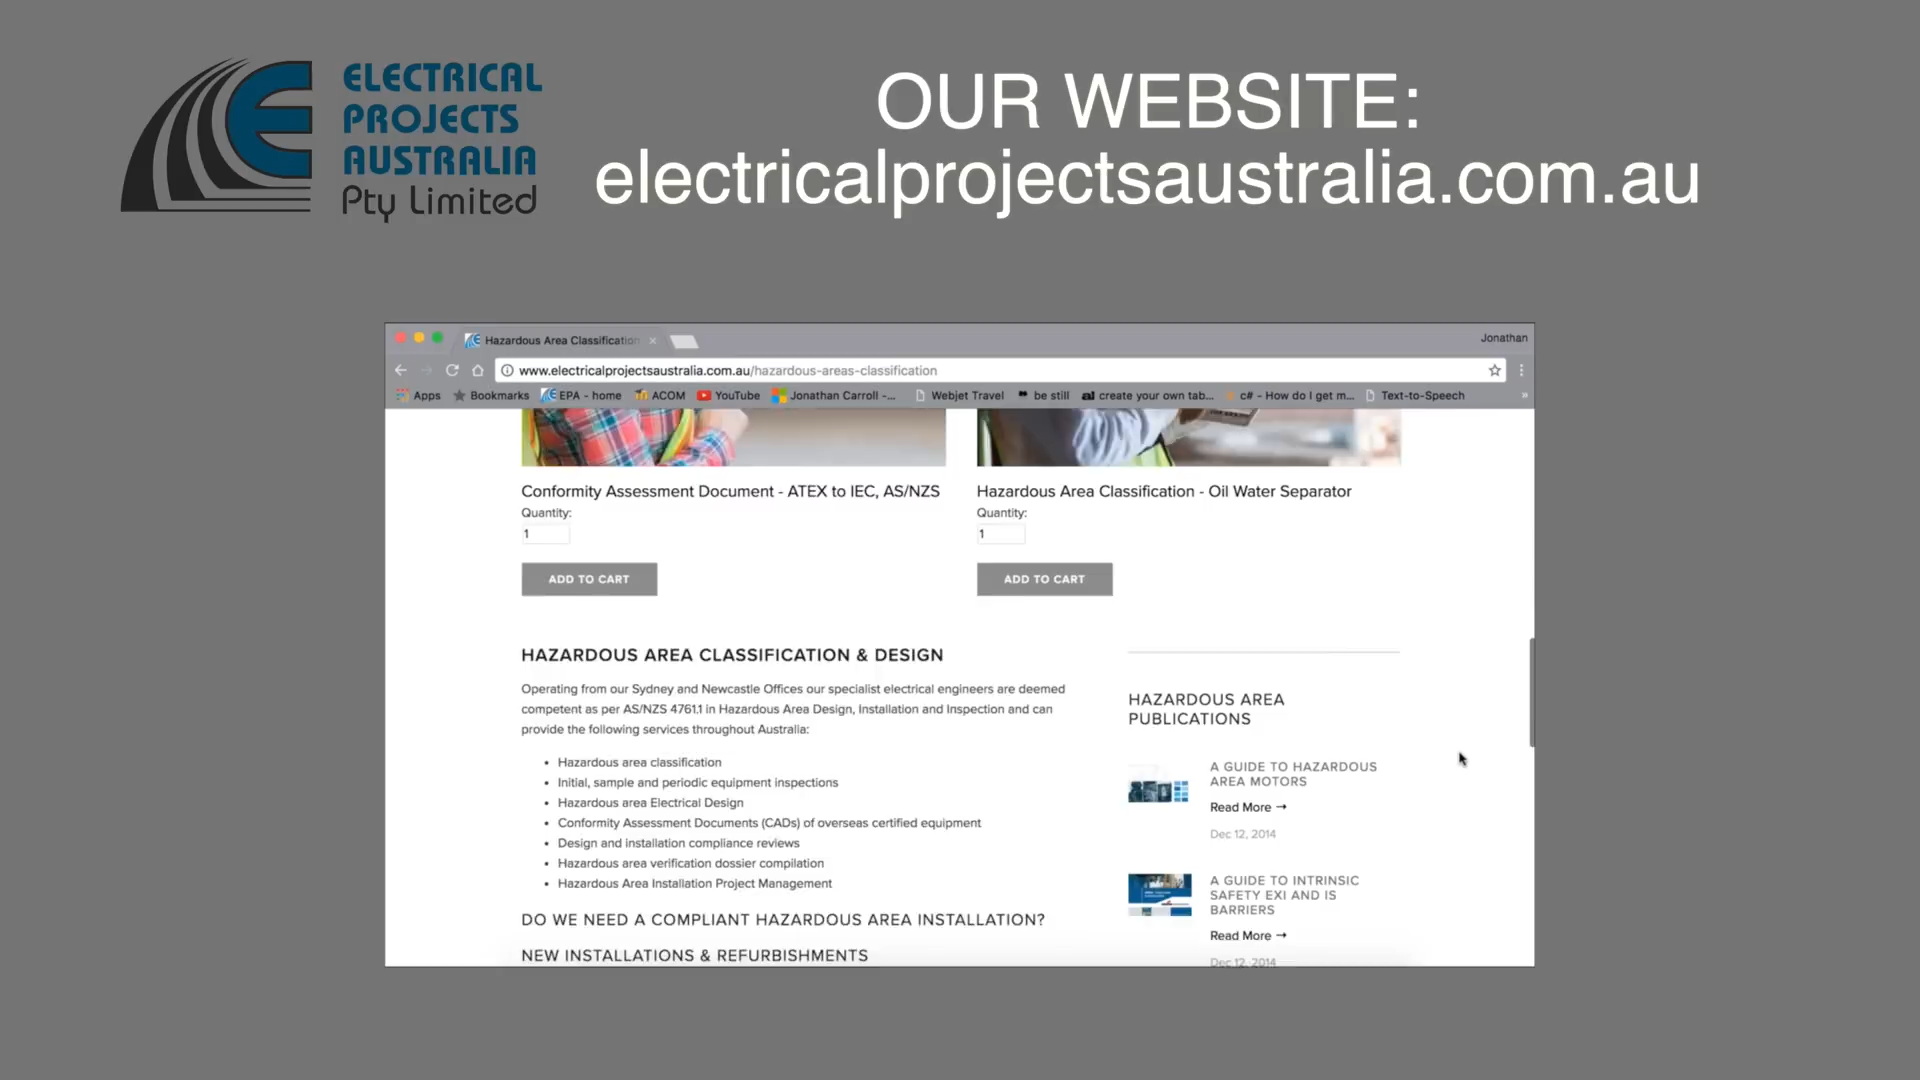 ELECTRICAL
PROJECTS
AUSTRALIA
Pty Limited
OUR WEBSITE:
electricalprojectsaustralia.com.au
Hazardous Area Classification
Jonathan
www.electricalprojectsaustralia.com.au/hazardous-areas-classification
Apps Bookmarks EPA - home ACOM YouTube Jonathan Carroll -... Webjet Travel be still create your own tab... c# - How do I get m... Text-to-Speech »
Conformity Assessment Document - ATEX to IEC, AS/NZS
Quantity:
1
ADD TO CART
Hazardous Area Classification - Oil Water Separator
Quantity:
1
ADD TO CART
HAZARDOUS AREA CLASSIFICATION & DESIGN
Operating from our Sydney and Newcastle Offices our specialist electrical engineers are deemed
competent as per AS/NZS 4761.1 in Hazardous Area Design, Installation and Inspection and can
provide the following services throughout Australia:
• Hazardous area classification
• Initial, sample and periodic equipment inspections
• Hazardous area Electrical Design
• Conformity Assessment Documents (CADs) of overseas certified equipment
• Design and installation compliance reviews
• Hazardous area verification dossier compilation
• Hazardous Area Installation Project Management
DO WE NEED A COMPLIANT HAZARDOUS AREA INSTALLATION?
NEW INSTALLATIONS & REFURBISHMENTS
HAZARDOUS AREA
PUBLICATIONS
A GUIDE TO HAZARDOUS
AREA MOTORS
Read More →
Dec 12, 2014
A GUIDE TO INTRINSIC
SAFETY EXI AND IS
BARRIERS
Read More →
Dec 12, 2014